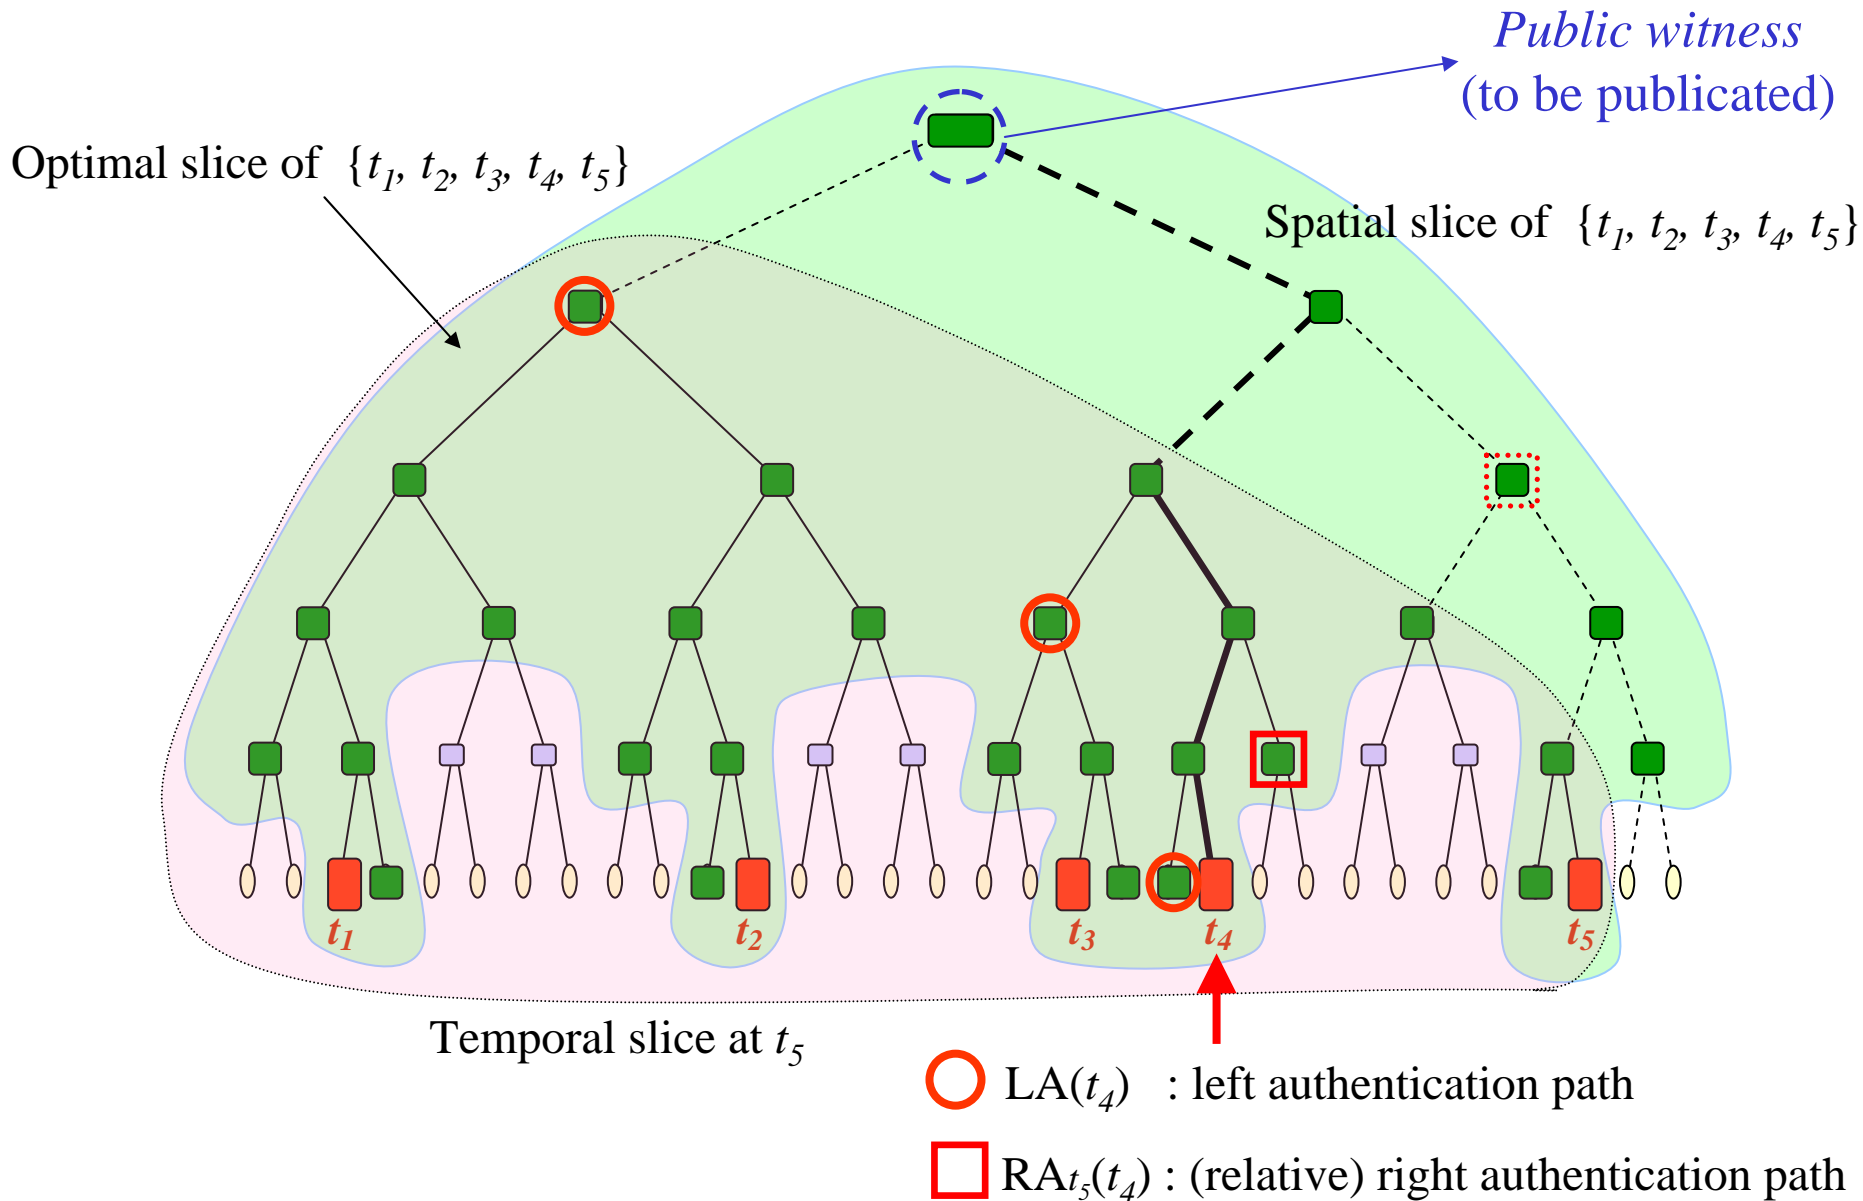 Public witness
(to be publicated)
Optimal slice of {t1, t2, t3, t4, t5}
Spatial slice of {t1, t2, t3, t4, t5}
t1 t2 t3 t4 t5
Temporal slice at t5
LA(t4) : left authentication path
RAt5(t4) : (relative) right authentication path